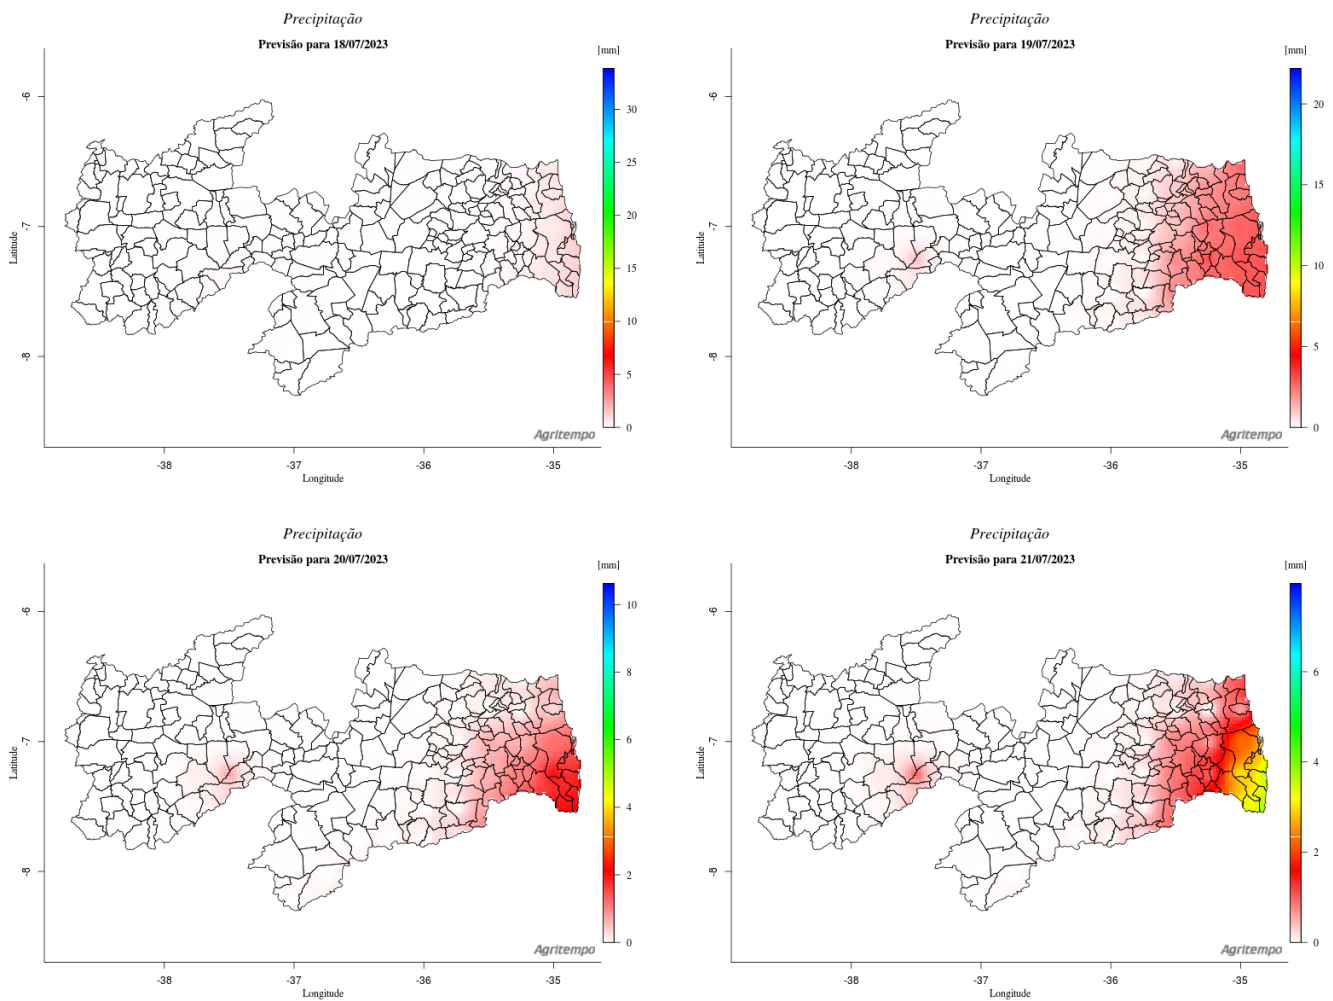 Precipitação
Previsão para 18/07/2023
[mm]
30
25
20
15
10
5
0
-6
-7
-8
Latitude
-38
-37
-36
-35
Longitude
Agritempo
Precipitação
Previsão para 19/07/2023
[mm]
20
15
10
5
0
-6
-7
-8
Latitude
-38
-37
-36
-35
Longitude
Agritempo
Precipitação
Previsão para 20/07/2023
[mm]
10
8
6
4
2
0
-6
-7
-8
Latitude
-38
-37
-36
-35
Longitude
Agritempo
Precipitação
Previsão para 21/07/2023
[mm]
6
4
2
0
-6
-7
-8
Latitude
-38
-37
-36
-35
Longitude
Agritempo